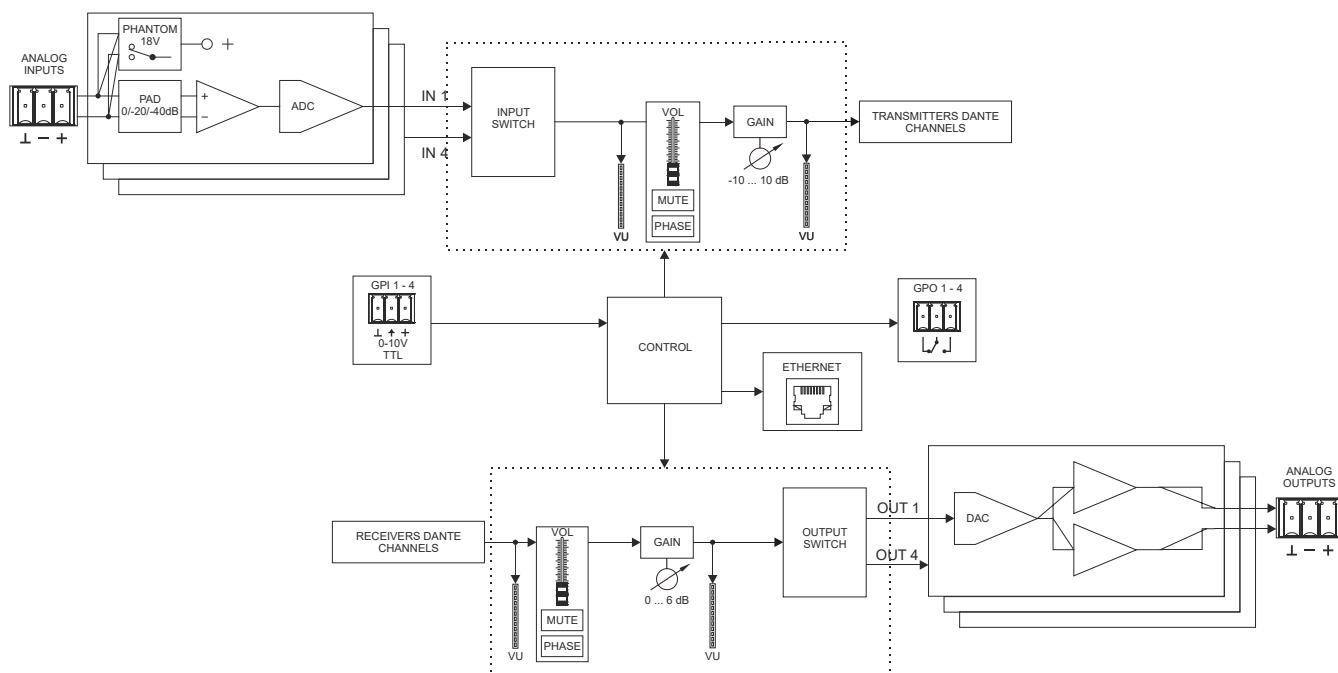 PHANTOM
18V
+
ANALOG
INPUTS
⊥ − +
PAD
0/-20/-40dB
+
−
ADC
IN 1
IN 4
INPUT
SWITCH
VU
VOL
MUTE
PHASE
GAIN
-10 ... 10 dB
VU
TRANSMITTERS DANTE
CHANNELS
GPI 1 - 4
⊥ ↑ +
0-10V
TTL
CONTROL
GPO 1 - 4
ETHERNET
RECEIVERS DANTE
CHANNELS
VU
VOL
MUTE
PHASE
GAIN
0 ... 6 dB
VU
OUTPUT
SWITCH
OUT 1
OUT 4
DAC
ANALOG
OUTPUTS
⊥ − +